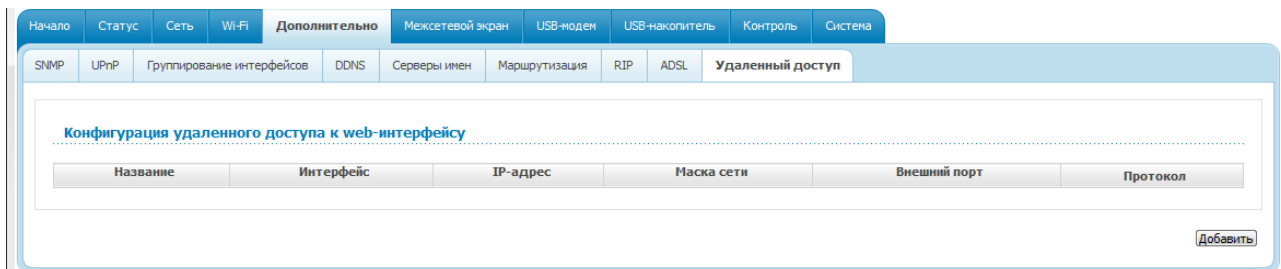 Начало Статус Сеть Wi-Fi Дополнительно Межсетевой экран USB-модем USB-накопитель Контроль Система
SNMP UPnP Группирование интерфейсов DDNS Серверы имен Маршрутизация RIP ADSL Удаленный доступ
Конфигурация удаленного доступа к web-интерфейсу
Название Интерфейс IP-адрес Маска сети Внешний порт Протокол
Добавить